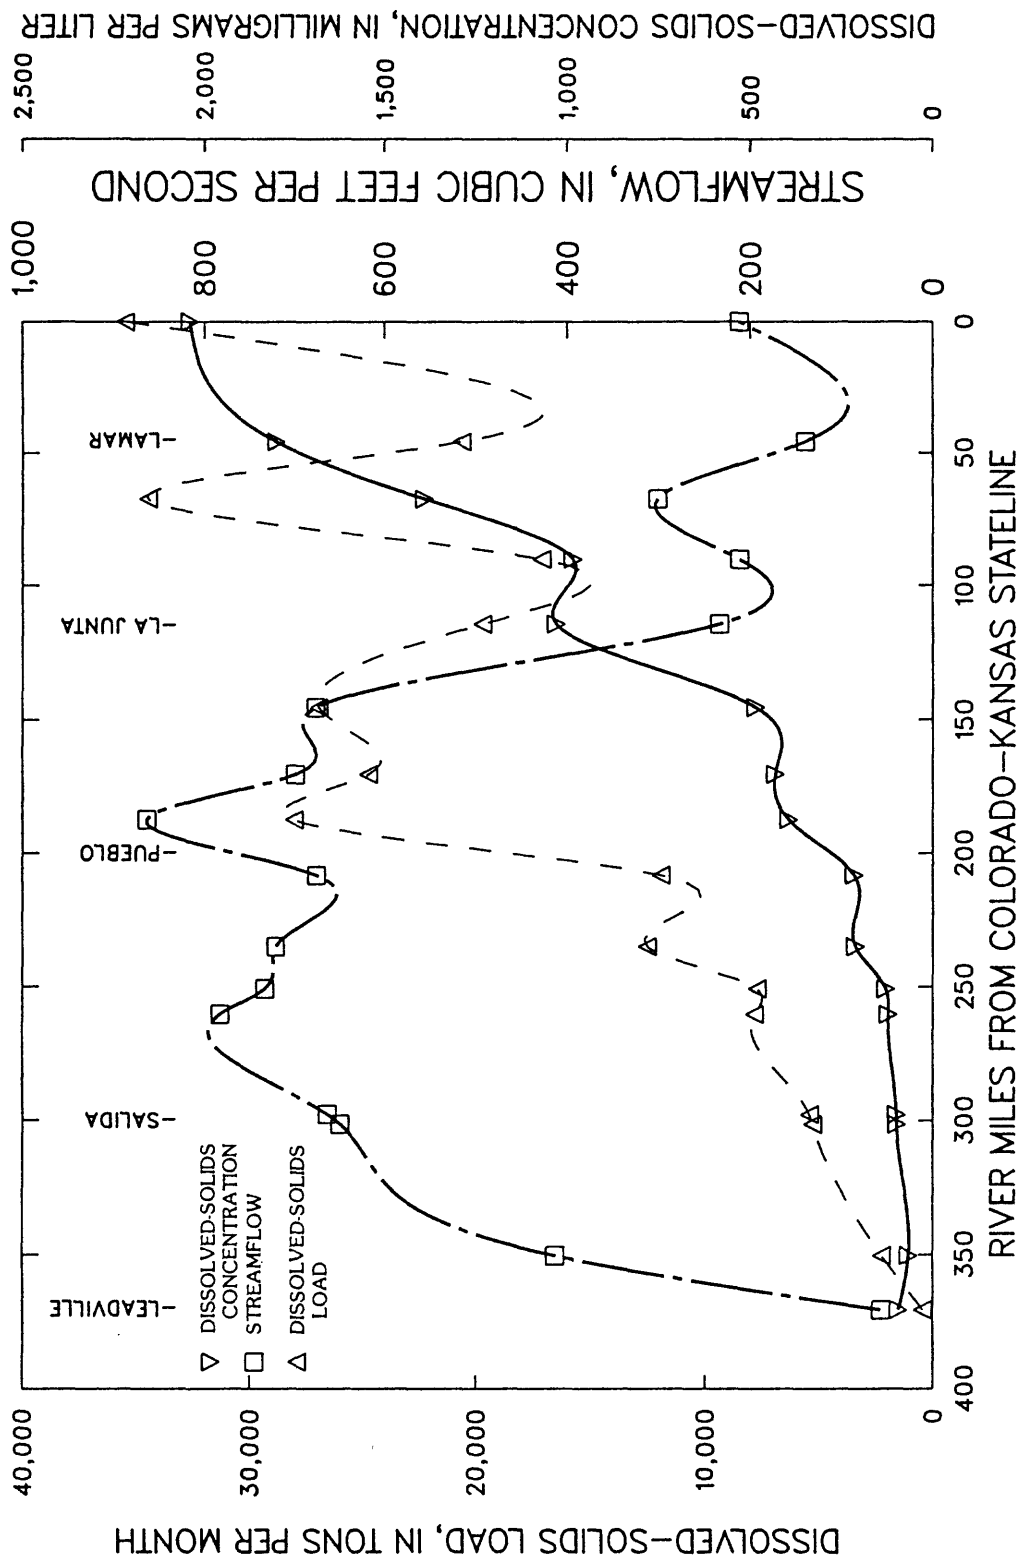 DISSOLVED-SOLIDS LOAD, IN TONS PER MONTH
40,000
30,000
20,000
10,000
0
-LEADVILLE
-SALIDA
-PUEBLO
-LA JUNTA
-LAMAR
DISSOLVED-SOLIDS
CONCENTRATION
STREAMFLOW
DISSOLVED-SOLIDS
LOAD
400
350
300
250
200
150
100
50
0
RIVER MILES FROM COLORADO-KANSAS STATELINE
1,000
800
600
400
200
0
STREAMFLOW, IN CUBIC FEET PER SECOND
2,500
2,000
1,500
1,000
500
0
DISSOLVED-SOLIDS CONCENTRATION, IN MILLIGRAMS PER LITER